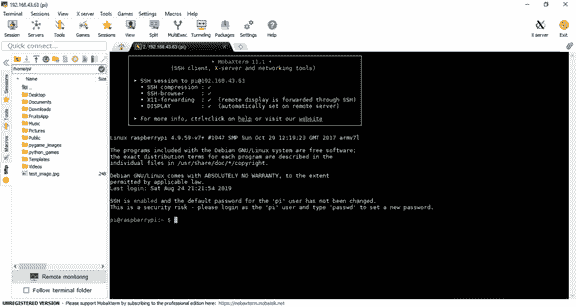 192.168.43.63 (pi)
Terminal Sessions View X server Tools Games Settings Macros Help
Session Servers Tools Games Sessions View Split MultiExec Tunneling Packages Settings Help X server Exit
Quick connect...
2. 192.168.43.63 (pi)
/home/pi/
Name Size
..
Desktop
Documents
Downloads
FruitsApp
Music
Pictures
Public
pygame_images
python_games
Templates
Videos
test_image.jpg 248
Sessions
Tools
Macros
Sftp
Remote monitoring
Follow terminal folder
• MobaXterm 11.1 •
(SSH client, X-server and networking tools)
➤ SSH session to pi@192.168.43.63
• SSH compression : ✓
• SSH-browser : ✓
• X11-forwarding : ✓ (remote display is forwarded through SSH)
• DISPLAY : ✓ (automatically set on remote server)
➤ For more info, ctrl+click on help or visit our website
Linux raspberrypi 4.9.59-v7+ #1047 SMP Sun Oct 29 12:19:23 GMT 2017 armv7l
The programs included with the Debian GNU/Linux system are free software;
the exact distribution terms for each program are described in the
individual files in /usr/share/doc/*/copyright.
Debian GNU/Linux comes with ABSOLUTELY NO WARRANTY, to the extent
permitted by applicable law.
Last login: Sat Aug 24 21:21:54 2019
SSH is enabled and the default password for the 'pi' user has not been changed.
This is a security risk - please login as the 'pi' user and type 'passwd' to set a new password.
pi@raspberrypi:~ $
UNREGISTERED VERSION - Please support MobaXterm by subscribing to the professional edition here: https://mobaxterm.mobatek.net